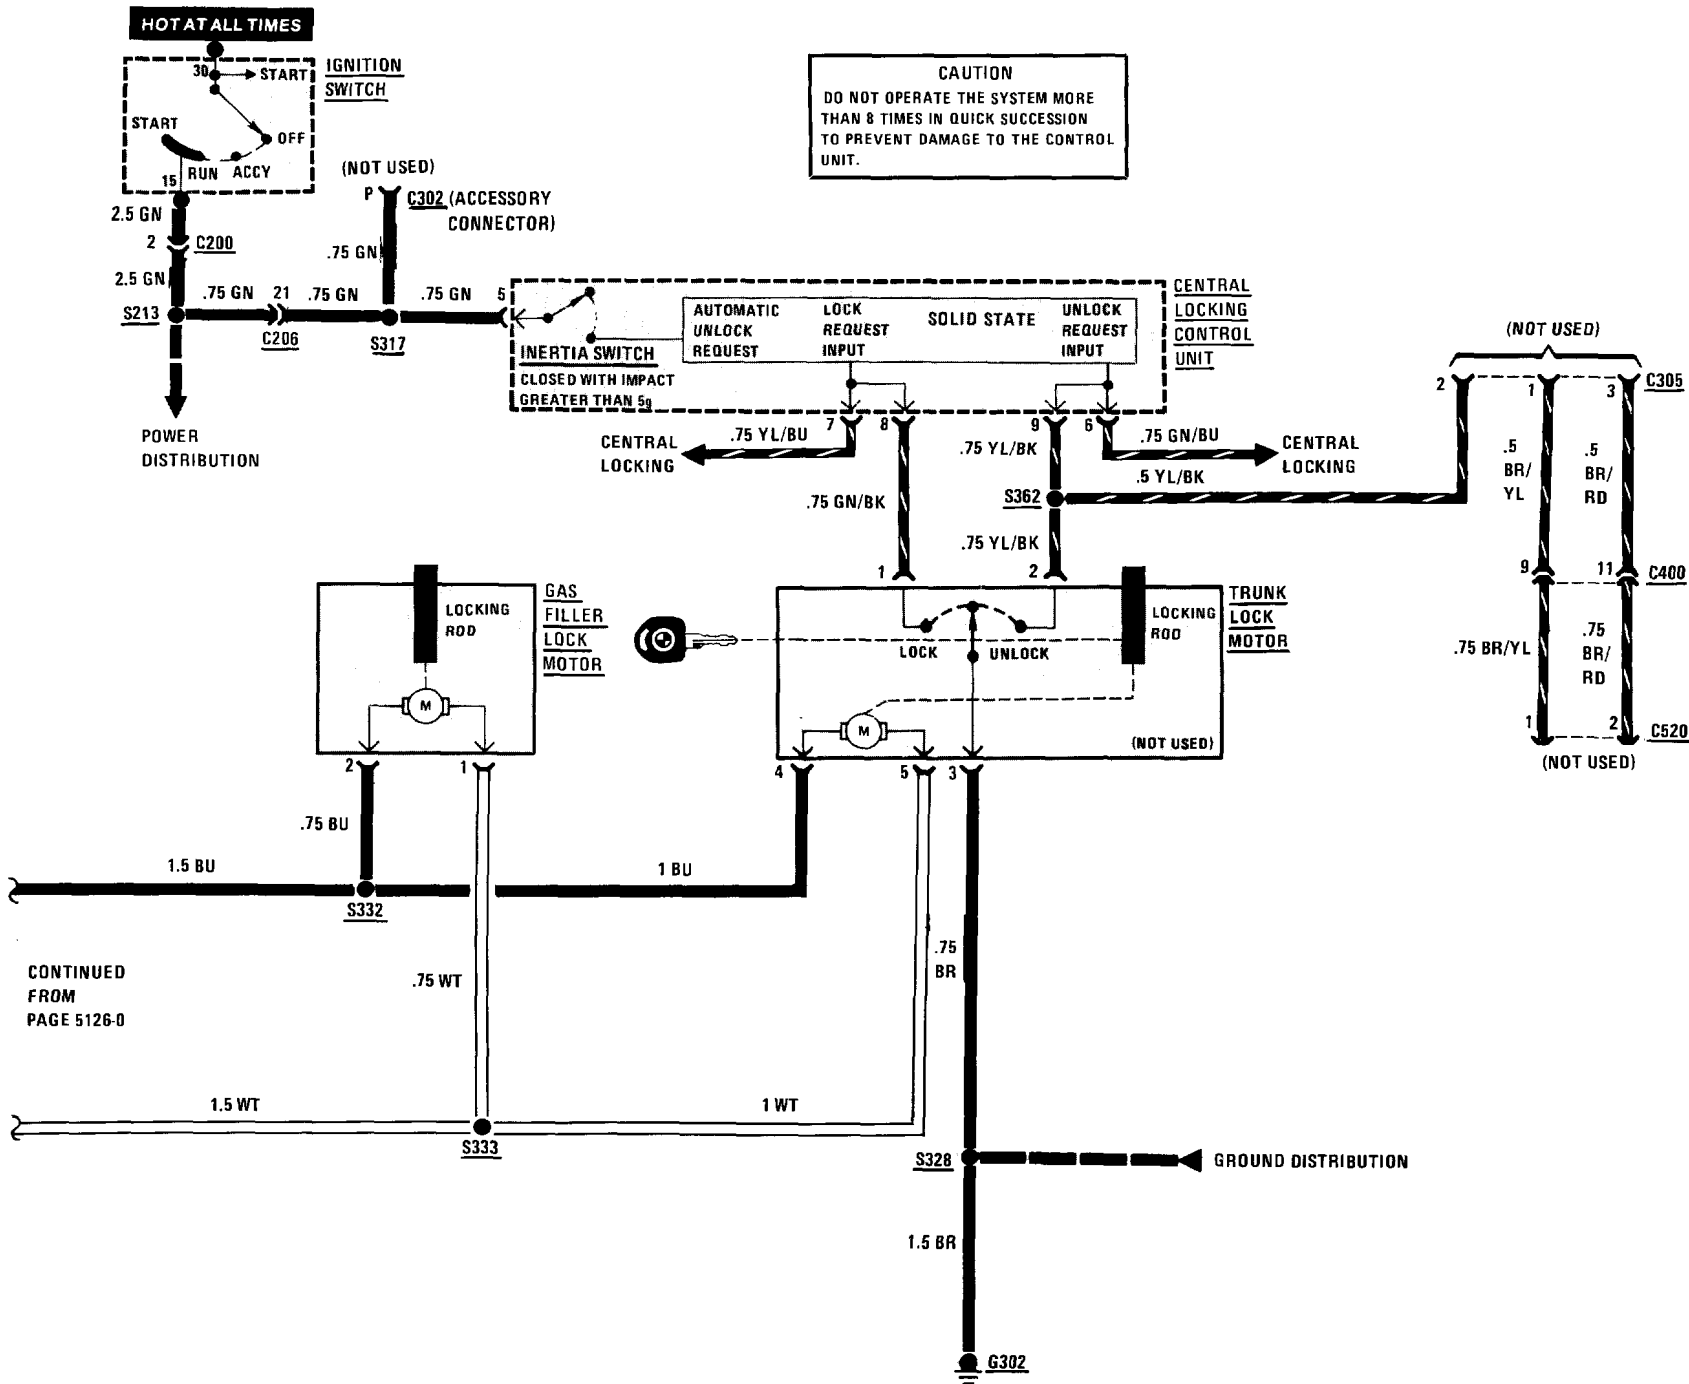 HOT AT ALL TIMES
30
START
IGNITION
SWITCH
START
OFF
RUN
ACCY
15
2.5 GN
2
C200
2.5 GN
S213
POWER
DISTRIBUTION
.75 GN
21
C206
.75 GN
(NOT USED)
P
C302 (ACCESSORY
CONNECTOR)
.75 GN
S317
.75 GN
5
CAUTION
DO NOT OPERATE THE SYSTEM MORE
THAN 8 TIMES IN QUICK SUCCESSION
TO PREVENT DAMAGE TO THE CONTROL
UNIT.
INERTIA SWITCH
CLOSED WITH IMPACT
GREATER THAN 5g
AUTOMATIC
UNLOCK
REQUEST
LOCK
REQUEST
INPUT
SOLID STATE
UNLOCK
REQUEST
INPUT
CENTRAL
LOCKING
CONTROL
UNIT
7
8
9
6
CENTRAL
LOCKING
.75 YL/BU
.75 GN/BK
.75 YL/BK
.75 GN/BU
CENTRAL
LOCKING
S362
.5 YL/BK
.75 YL/BK
(NOT USED)
2
1
3
C305
.5
BR/
YL
.5
BR/
RD
9
11
C400
.75 BR/YL
.75
BR/
RD
1
2
C520
(NOT USED)
LOCKING
ROD
M
GAS
FILLER
LOCK
MOTOR
2
1
1
2
LOCK
UNLOCK
LOCKING
ROD
M
(NOT USED)
TRUNK
LOCK
MOTOR
4
5
3
.75 BU
1.5 BU
S332
1 BU
CONTINUED
FROM
PAGE 5126-0
.75 WT
.75
BR
1.5 WT
S333
1 WT
S328
GROUND DISTRIBUTION
1.5 BR
G302